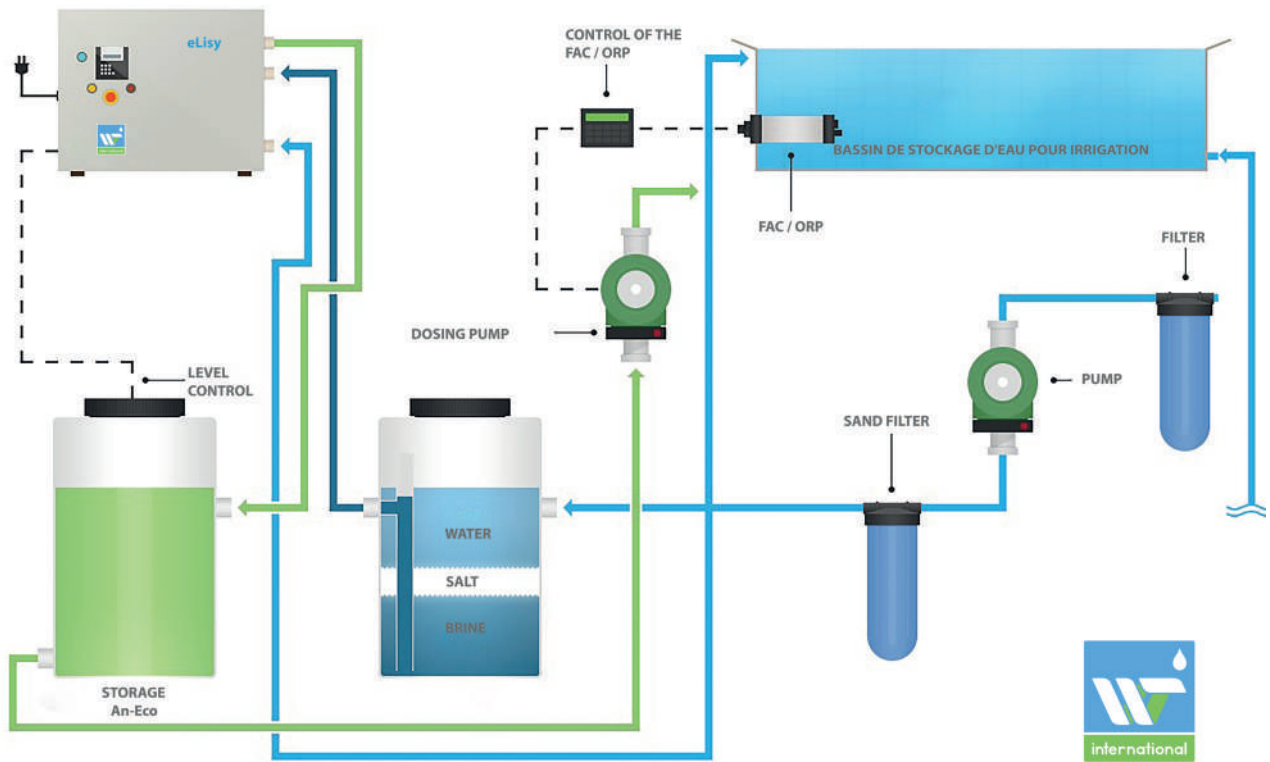 eLisy
CONTROL OF THE
FAC / ORP
BASSIN DE STOCKAGE D'EAU POUR IRRIGATION
FAC / ORP
FILTER
DOSING PUMP
LEVEL
CONTROL
PUMP
SAND FILTER
WATER
SALT
BRINE
STORAGE
An-Eco
WT
international